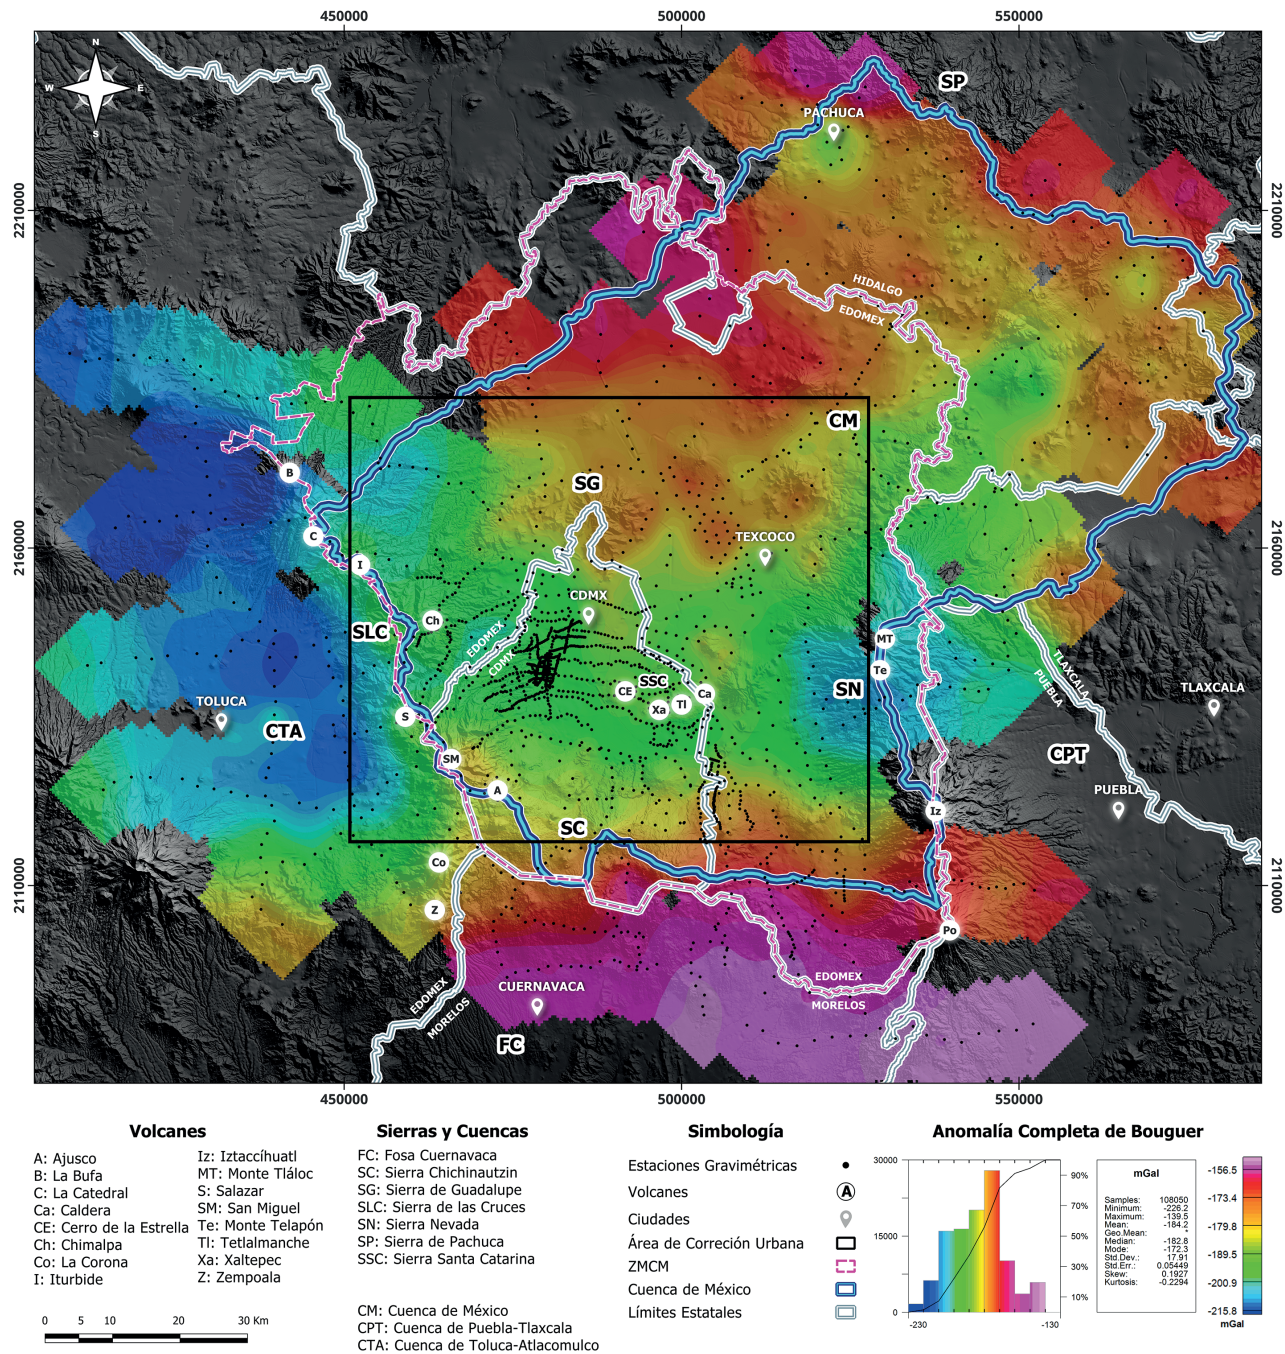 450000
500000
550000
N
W
E
S
SP
PACHUCA
2210000
2210000
HIDALGO
EDOMEX
CM
B
SG
C
TEXCOCO
2160000
2160000
I
CDMX
Ch
SLC
EDOMEX
CDMX
MT
TLAXCALA
PUEBLA
SSC
Te
SN
CE
Ca
Tl
Xa
TLAXCALA
TOLUCA
S
CTA
SM
CPT
A
PUEBLA
Iz
SC
Co
2110000
2110000
Z
Po
EDOMEX
MORELOS
CUERNAVACA
EDOMEX
MORELOS
FC
450000
500000
550000
Volcanes
A: Ajusco
B: La Bufa
C: La Catedral
Ca: Caldera
CE: Cerro de la Estrella
Ch: Chimalpa
Co: La Corona
I: Iturbide
Iz: Iztaccíhuatl
MT: Monte Tláloc
S: Salazar
SM: San Miguel
Te: Monte Telapón
Tl: Tetlalmanche
Xa: Xaltepec
Z: Zempoala
0 5 10 20 30 Km
Sierras y Cuencas
FC: Fosa Cuernavaca
SC: Sierra Chichinautzin
SG: Sierra de Guadalupe
SLC: Sierra de las Cruces
SN: Sierra Nevada
SP: Sierra de Pachuca
SSC: Sierra Santa Catarina
CM: Cuenca de México
CPT: Cuenca de Puebla-Tlaxcala
CTA: Cuenca de Toluca-Atlacomulco
Simbología
Estaciones Gravimétricas
Volcanes
A
Ciudades
Área de Correción Urbana
ZMCM
Cuenca de México
Límites Estatales
Anomalía Completa de Bouguer
30000
15000
0
90%
70%
50%
30%
10%
-230
-130
mGal
Samples: 108050
Minimum: -226.2
Maximum: -139.5
Mean: -184.2
Geo.Mean: *
Median: -182.8
Mode: -172.3
Std.Dev.: 17.91
Std.Err.: 0.05449
Skew: 0.1927
Kurtosis: -0.2294
-156.5
-173.4
-179.8
-189.5
-200.9
-215.8
mGal